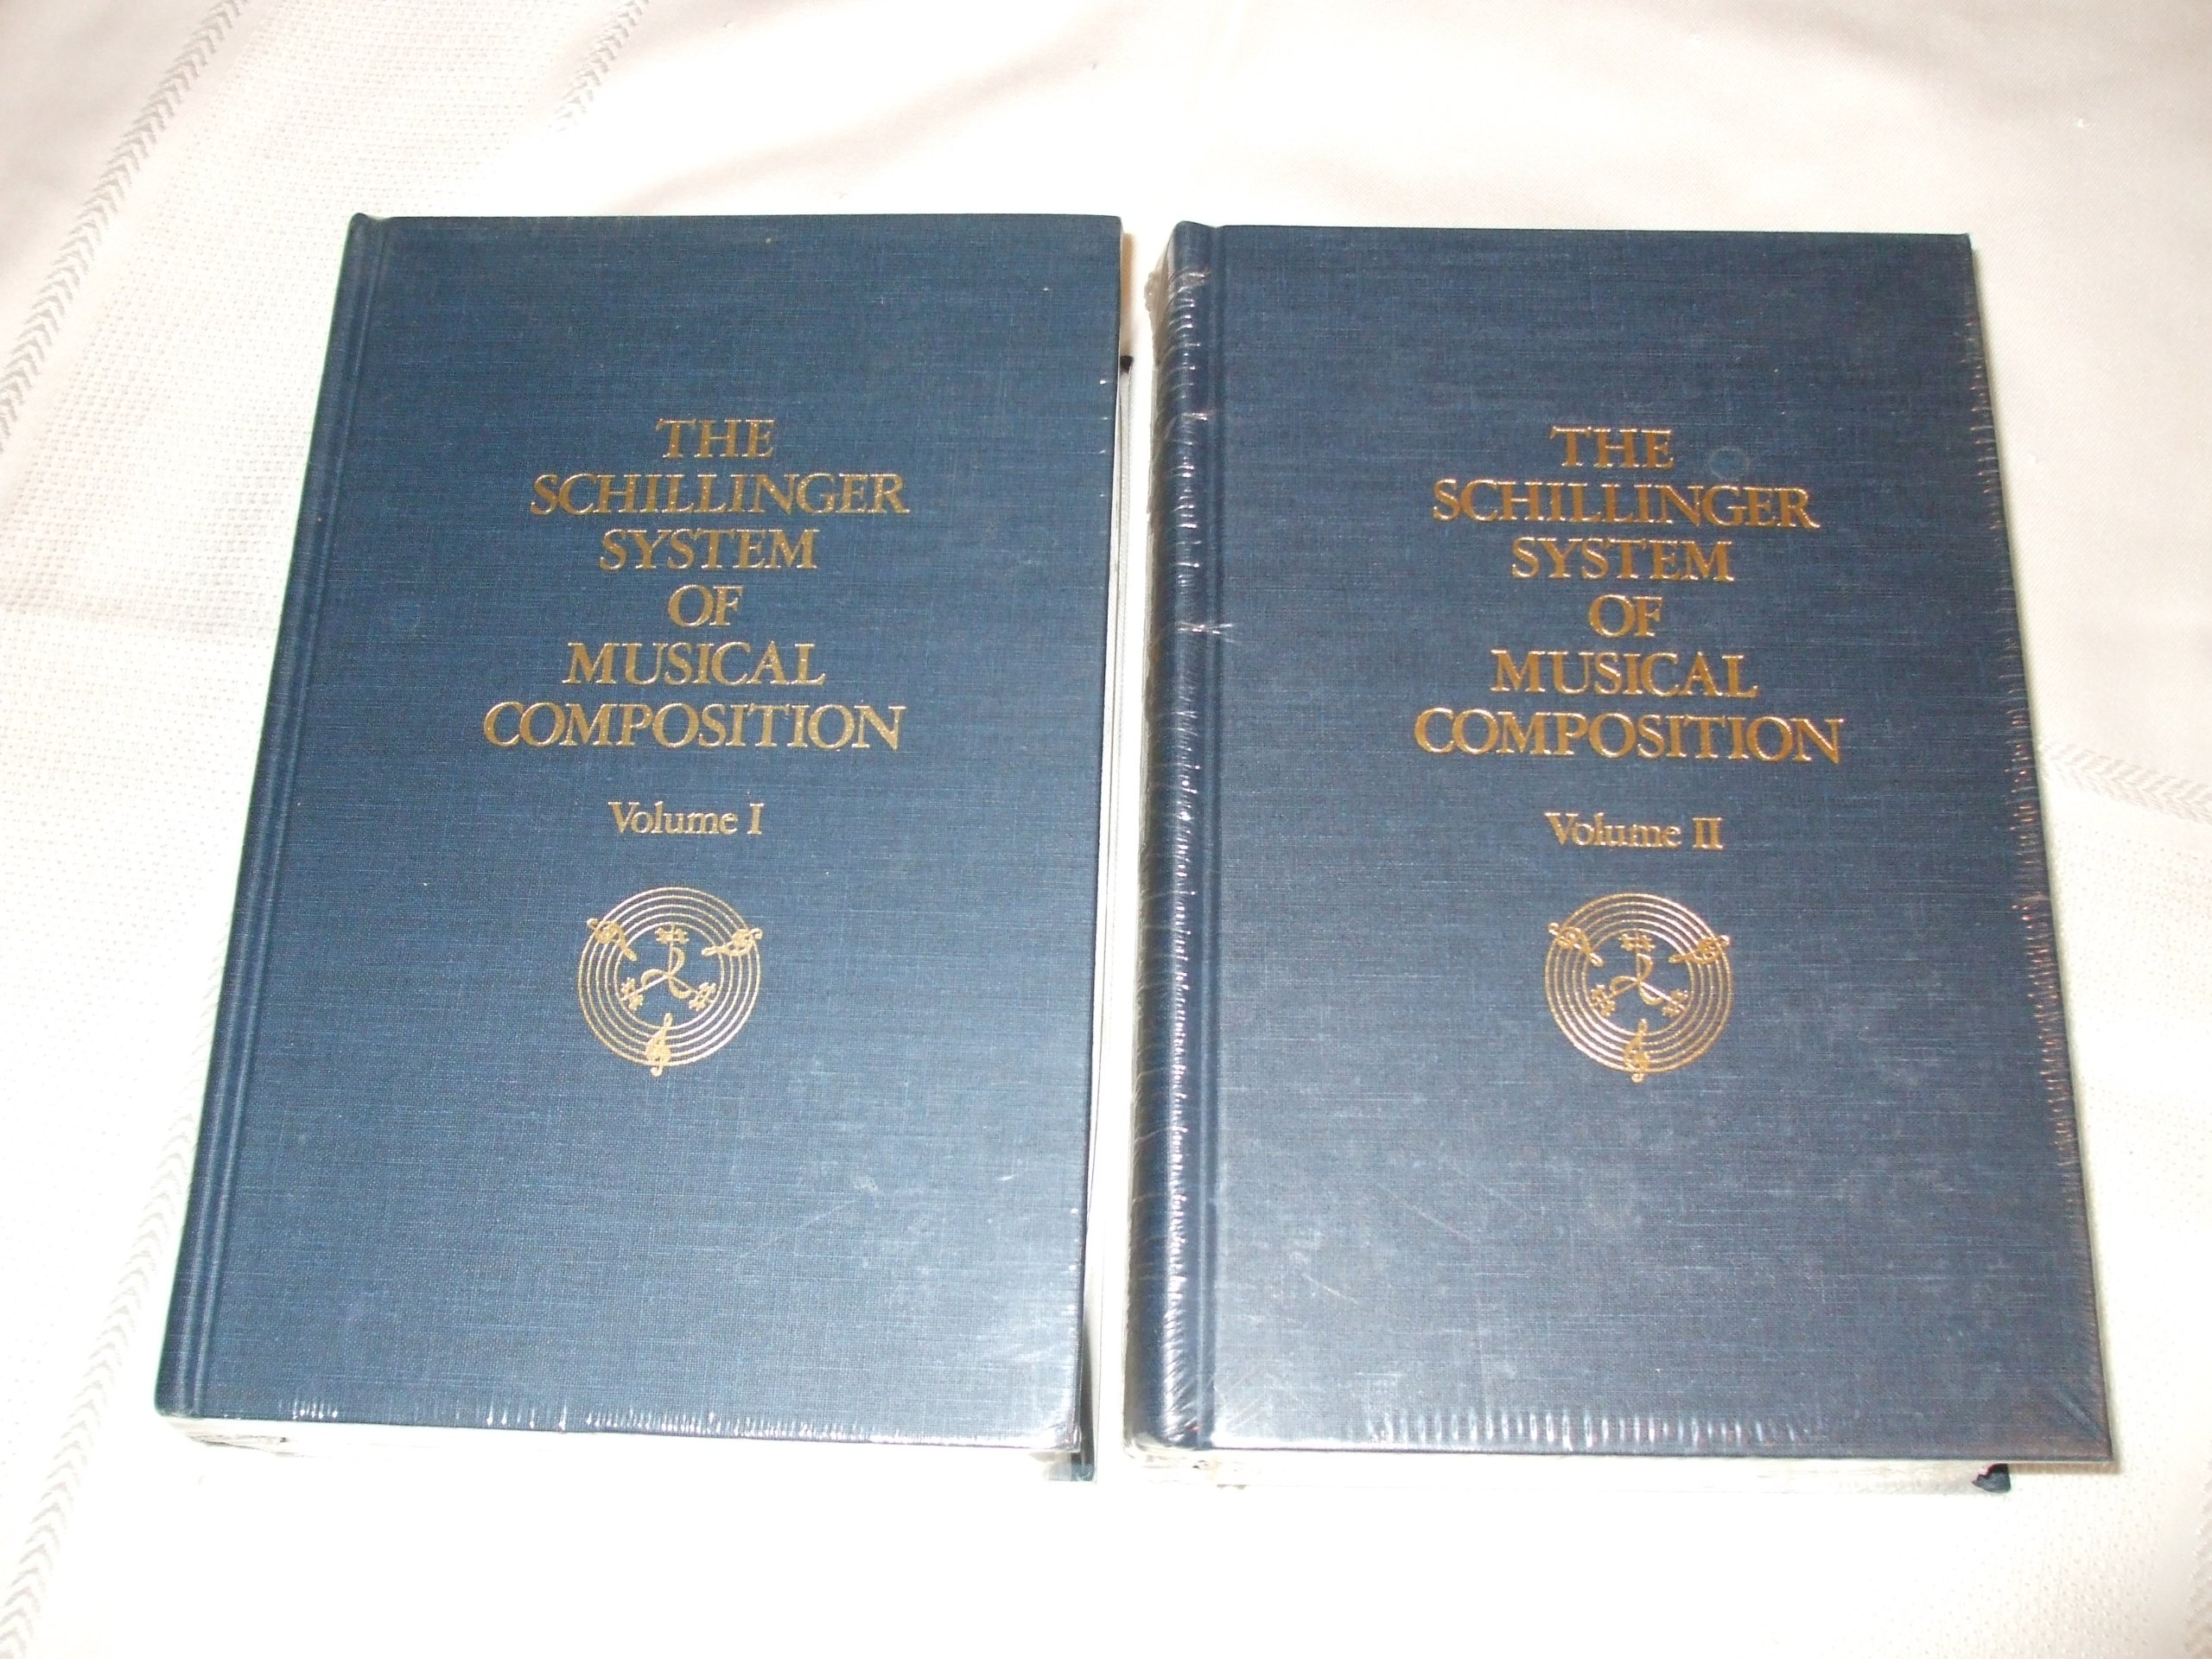 THE
SCHILLINGER
SYSTEM
OF
MUSICAL
COMPOSITION
Volume I
THE
SCHILLINGER
SYSTEM
OF
MUSICAL
COMPOSITION
Volume II